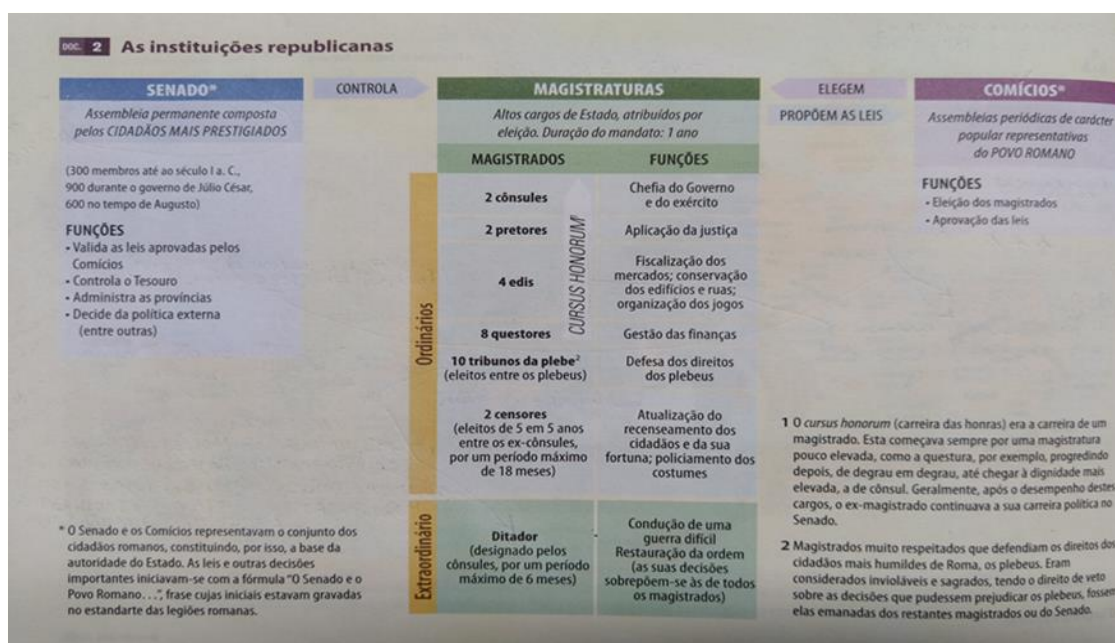 DOC. 2 As instituições republicanas
SENADO*
Assembleia permanente composta
pelos CIDADÃOS MAIS PRESTIGIADOS
(300 membros até ao século I a. C.,
900 durante o governo de Júlio César,
600 no tempo de Augusto)
FUNÇÕES
• Valida as leis aprovadas pelos
Comícios
• Controla o Tesouro
• Administra as províncias
• Decide da política externa
(entre outras)
CONTROLA
MAGISTRATURAS
Altos cargos de Estado, atribuídos por
eleição. Duração do mandato: 1 ano
MAGISTRADOS
FUNÇÕES
Ordinários
CURSUS HONORUM¹
2 cônsules
Chefia do Governo
e do exército
2 pretores
Aplicação da justiça
4 edis
Fiscalização dos
mercados; conservação
dos edifícios e ruas;
organização dos jogos
8 questores
Gestão das finanças
10 tribunos da plebe²
(eleitos entre os plebeus)
Defesa dos direitos
dos plebeus
2 censores
(eleitos de 5 em 5 anos
entre os ex-cônsules,
por um período máximo
de 18 meses)
Atualização do
recenseamento dos
cidadãos e da sua
fortuna; policiamento dos
costumes
Extraordinário
Ditador
(designado pelos
cônsules, por um período
máximo de 6 meses)
Condução de uma
guerra difícil
Restauração da ordem
(as suas decisões
sobrepõem-se às de todos
os magistrados)
ELEGEM
PROPÕEM AS LEIS
COMÍCIOS*
Assembleias periódicas de carácter
popular representativas
do POVO ROMANO
FUNÇÕES
• Eleição dos magistrados
• Aprovação das leis
* O Senado e os Comícios representavam o conjunto dos
cidadãos romanos, constituindo, por isso, a base da
autoridade do Estado. As leis e outras decisões
importantes iniciavam-se com a fórmula "O Senado e o
Povo Romano...", frase cujas iniciais estavam gravadas
no estandarte das legiões romanas.
1 O cursus honorum (carreira das honras) era a carreira de um
magistrado. Esta começava sempre por uma magistratura
pouco elevada, como a questura, por exemplo, progredindo
depois, de degrau em degrau, até chegar à dignidade mais
elevada, a de cônsul. Geralmente, após o desempenho destes
cargos, o ex-magistrado continuava a sua carreira política no
Senado.
2 Magistrados muito respeitados que defendiam os direitos dos
cidadãos mais humildes de Roma, os plebeus. Eram
considerados invioláveis e sagrados, tendo o direito de veto
sobre as decisões que pudessem prejudicar os plebeus, fossem
elas emanadas dos restantes magistrados ou do Senado.